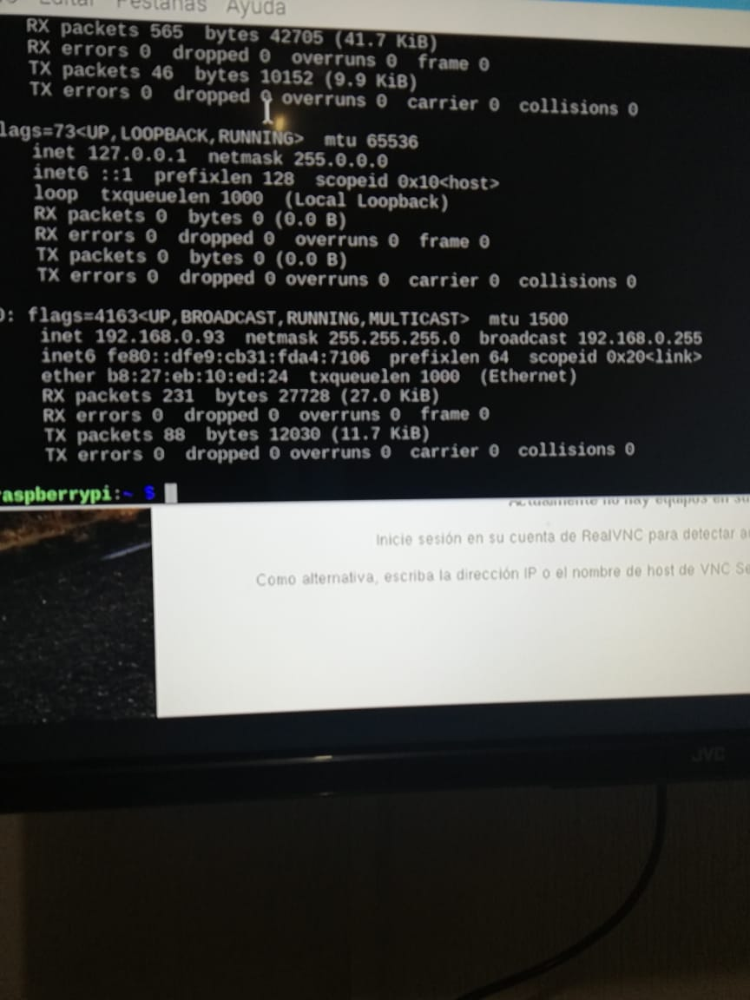 Editar Pestañas Ayuda
RX packets 565 bytes 42705 (41.7 KiB)
RX errors 0 dropped 0 overruns 0 frame 0
TX packets 46 bytes 10152 (9.9 KiB)
TX errors 0 dropped 0 overruns 0 carrier 0 collisions 0
lags=73<UP,LOOPBACK,RUNNING> mtu 65536
inet 127.0.0.1 netmask 255.0.0.0
inet6 ::1 prefixlen 128 scopeid 0x10<host>
loop txqueuelen 1000 (Local Loopback)
RX packets 0 bytes 0 (0.0 B)
RX errors 0 dropped 0 overruns 0 frame 0
TX packets 0 bytes 0 (0.0 B)
TX errors 0 dropped 0 overruns 0 carrier 0 collisions 0
0: flags=4163<UP,BROADCAST,RUNNING,MULTICAST> mtu 1500
inet 192.168.0.93 netmask 255.255.255.0 broadcast 192.168.0.255
inet6 fe80::dfe9:cb31:fda4:7106 prefixlen 64 scopeid 0x20<link>
ether b8:27:eb:10:ed:24 txqueuelen 1000 (Ethernet)
RX packets 231 bytes 27728 (27.0 KiB)
RX errors 0 dropped 0 overruns 0 frame 0
TX packets 88 bytes 12030 (11.7 KiB)
TX errors 0 dropped 0 overruns 0 carrier 0 collisions 0
aspberrypi:~ $
Actualmente no hay equipos en su
Inicie sesión en su cuenta de RealVNC para detectar a
Como alternativa, escriba la dirección IP o el nombre de host de VNC Se
JVC